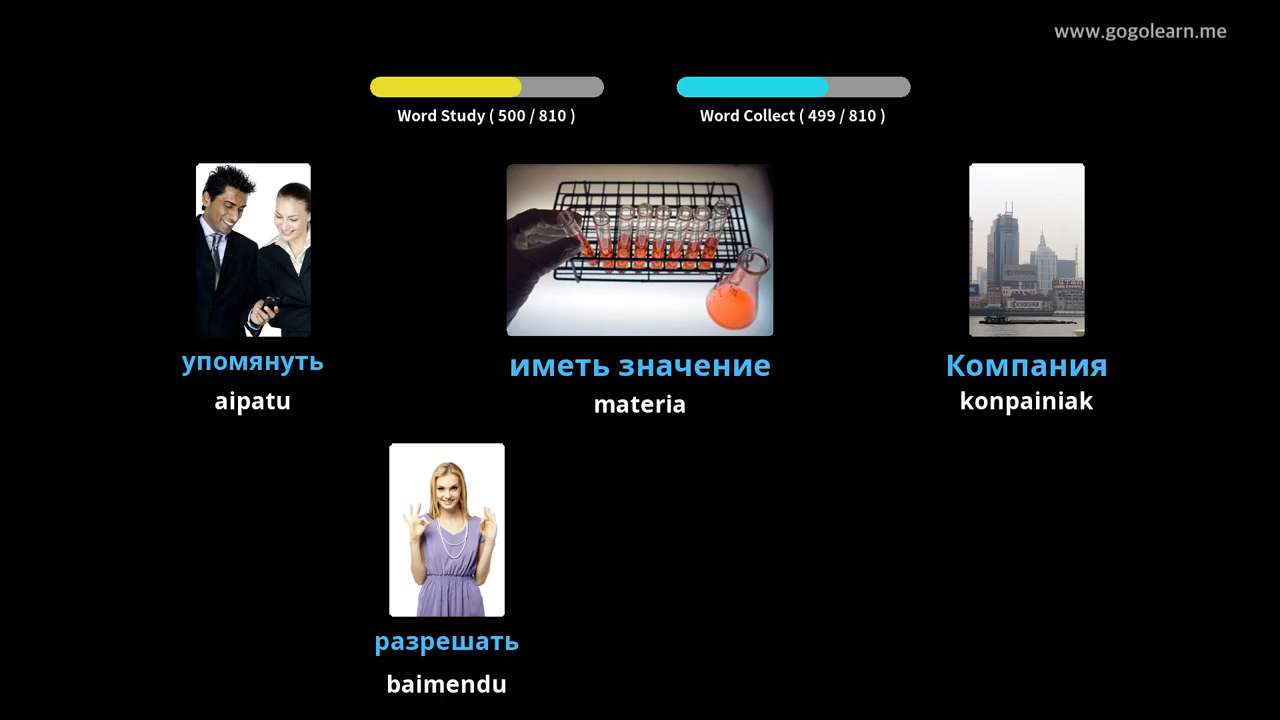 www.gogolearn.me
Word Study ( 500 / 810 )
Word Collect ( 499 / 810 )
TOYOTA
упомянуть
иметь значение
Компания
aipatu
materia
konpainiak
разрешать
baimendu